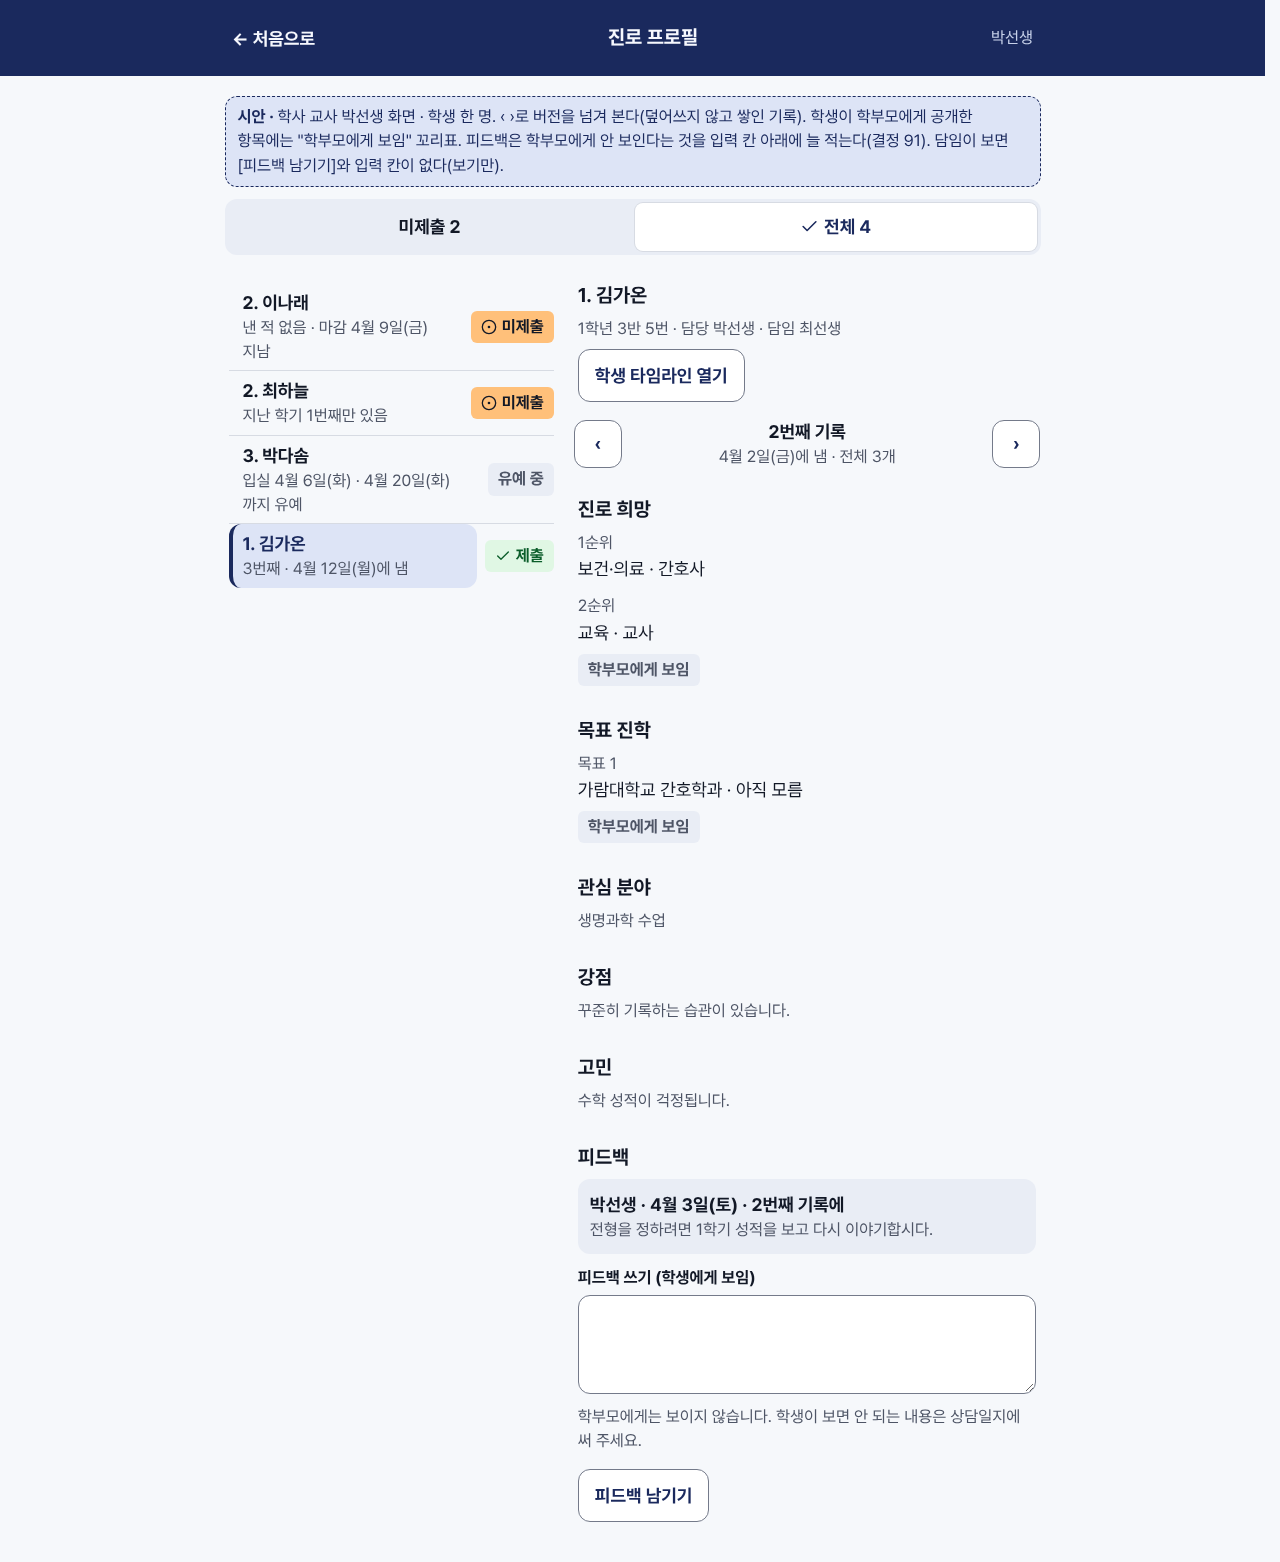 ← 처음으로
진로 프로필
박선생
시안 · 학사 교사 박선생 화면 · 학생 한 명. ‹ ›로 버전을 넘겨 본다(덮어쓰지 않고 쌓인 기록). 학생이 학부모에게 공개한
항목에는 "학부모에게 보임" 꼬리표. 피드백은 학부모에게 안 보인다는 것을 입력 칸 아래에 늘 적는다(결정 91). 담임이 보면
[피드백 남기기]와 입력 칸이 없다(보기만).
미제출 2
✓ 전체 4
2. 이나래
낸 적 없음 · 마감 4월 9일(금)
지남
미제출
2. 최하늘
지난 학기 1번째만 있음
미제출
3. 박다솜
입실 4월 6일(화) · 4월 20일(화)
까지 유예
유예 중
1. 김가온
3번째 · 4월 12일(월)에 냄
✓ 제출
1. 김가온
1학년 3반 5번 · 담당 박선생 · 담임 최선생
학생 타임라인 열기
‹
2번째 기록
4월 2일(금)에 냄 · 전체 3개
›
진로 희망
1순위
보건·의료 · 간호사
2순위
교육 · 교사
학부모에게 보임
목표 진학
목표 1
가람대학교 간호학과 · 아직 모름
학부모에게 보임
관심 분야
생명과학 수업
강점
꾸준히 기록하는 습관이 있습니다.
고민
수학 성적이 걱정됩니다.
피드백
박선생 · 4월 3일(토) · 2번째 기록에
전형을 정하려면 1학기 성적을 보고 다시 이야기합시다.
피드백 쓰기 (학생에게 보임)
학부모에게는 보이지 않습니다. 학생이 보면 안 되는 내용은 상담일지에
써 주세요.
피드백 남기기